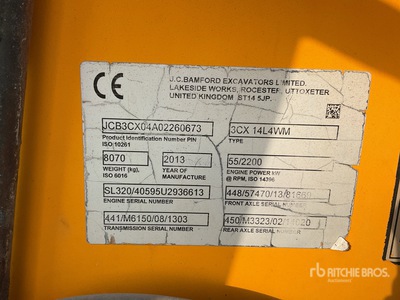 CE
J.C.BAMFORD EXCAVATORS LIMITED.
LAKESIDE WORKS, ROCESTER, UTTOXETER
UNITED KINGDOM ST14 5JP.
JCB3CX04A02260673 3CX 14L4WM
Product Identification Number PIN TYPE
ISO 10261
8070 2013 55/2200
WEIGHT (kg), YEAR OF ENGINE POWER kW
ISO 6016 MANUFACTURE @ RPM, ISO 14396
SL320/40595U2936613 448/57470/13/
ENGINE SERIAL NUMBER FRONT AXLE SERIAL NUMBER
441/M6150/08/1303 450/M3323/02/
TRANSMISSION SERIAL NUMBER REAR AXLE SERIAL NUMBER
rb RITCHIE BROS.